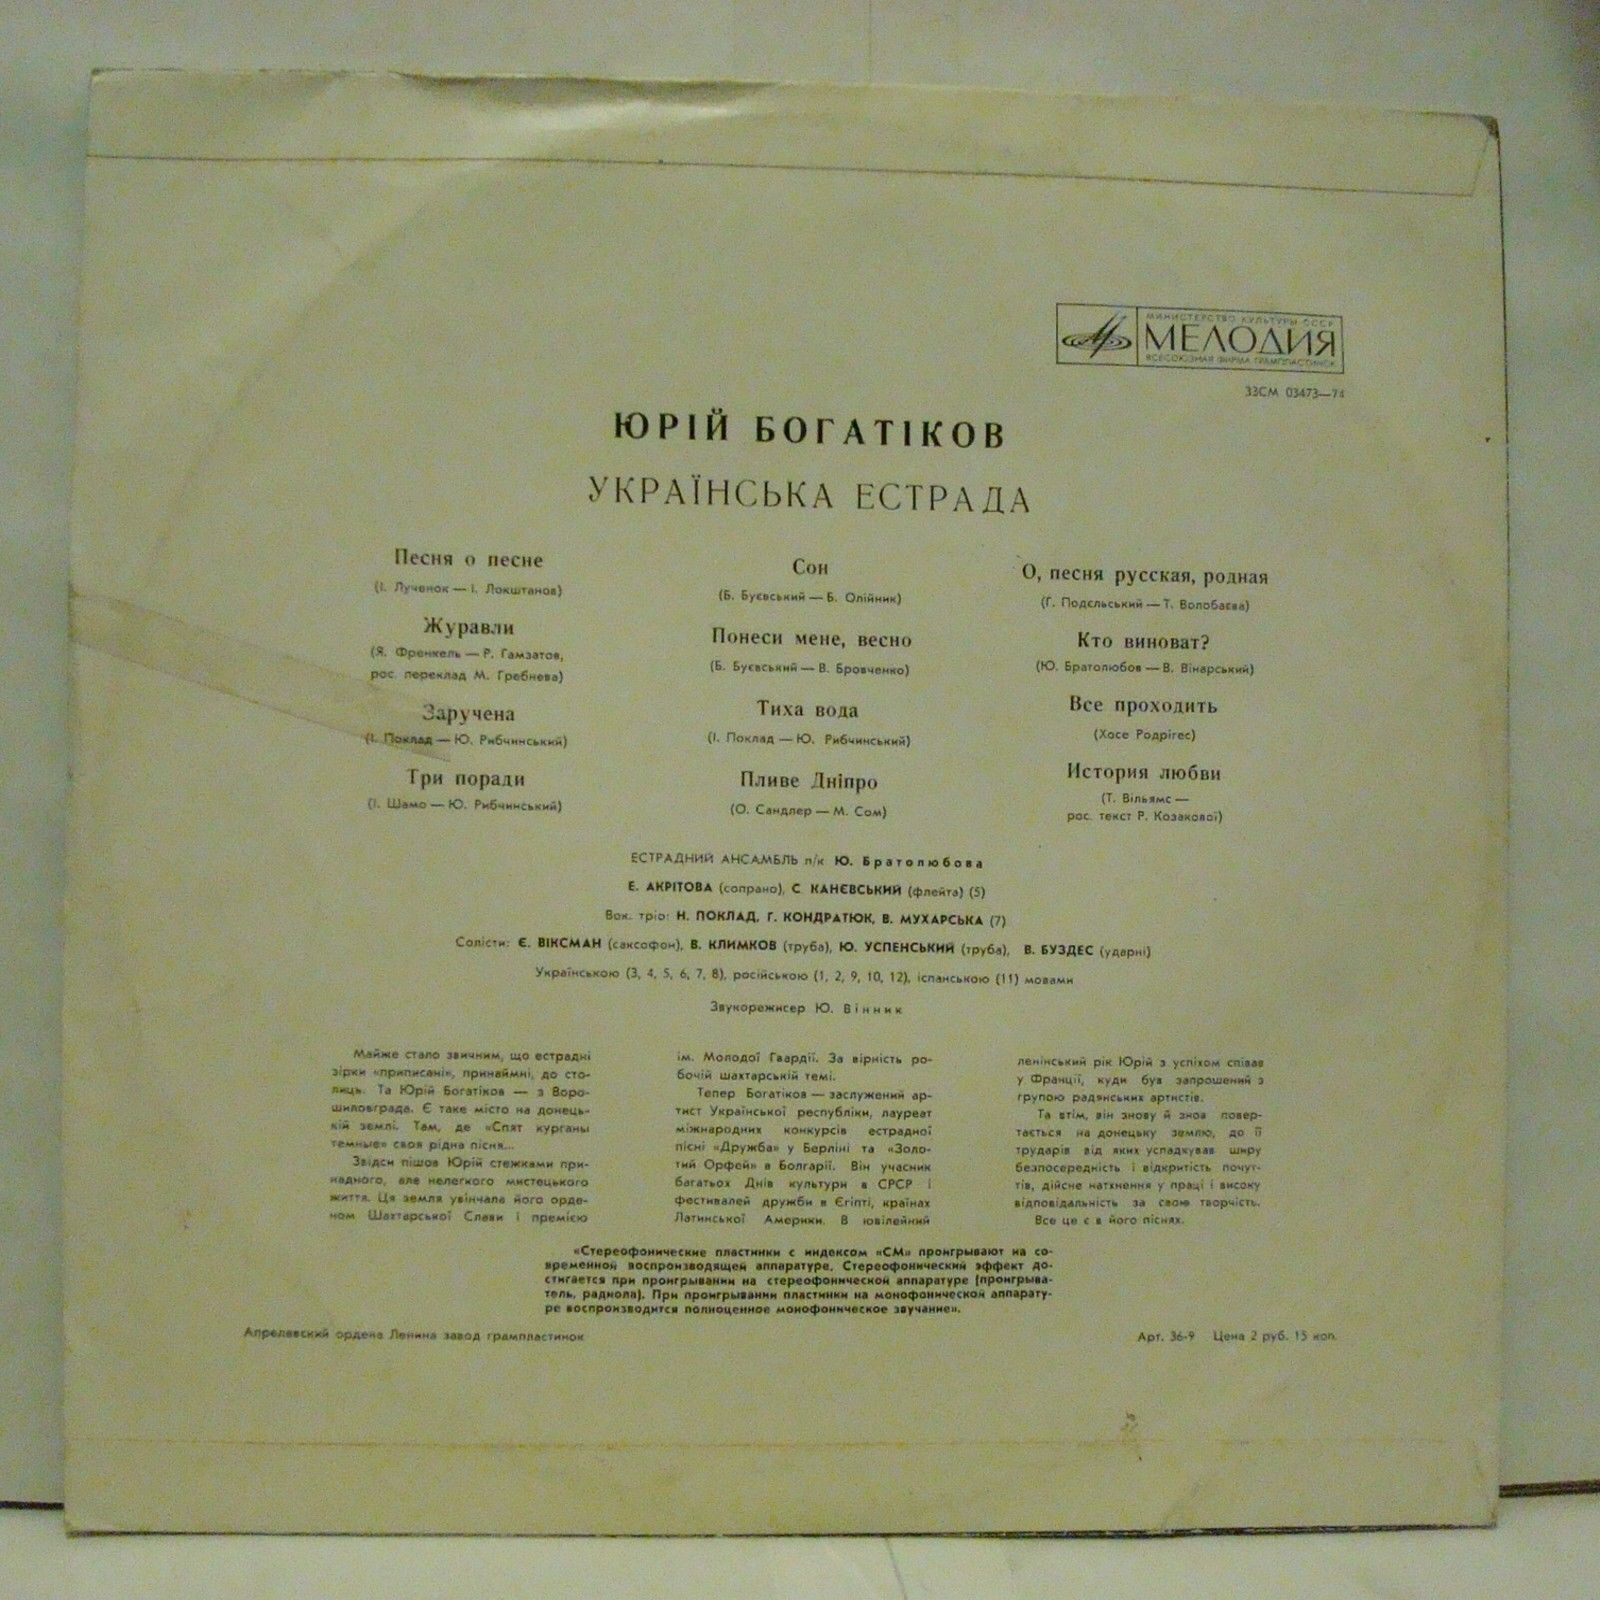 МИНИСТЕРСТВО КУЛЬТУРЫ СССР
МЕЛОДИЯ
ВСЕСОЮЗНАЯ ФИРМА ГРАМПЛАСТИНОК
33СМ 03473—74
ЮРІЙ БОГАТІКОВ
УКРАЇНСЬКА ЕСТРАДА
Песня о песне
(І. Лученок — І. Локштанов)
Журавли
(Я. Френкель — Р. Гамзатов,
рос. переклад М. Гребнева)
Заручена
(І. Поклад — Ю. Рибчинський)
Три поради
(І. Шамо — Ю. Рибчинський)
Сон
(Б. Буєвський — Б. Олійник)
Понеси мене, весно
(Б. Буєвський — В. Бровченко)
Тиха вода
(І. Поклад — Ю. Рибчинський)
Пливе Дніпро
(О. Сандлер — М. Сом)
О, песня русская, родная
(Г. Подєльський — Т. Волобаєва)
Кто виноват?
(Ю. Братолюбов — В. Вінарський)
Все проходить
(Хосе Родрігес)
История любви
(Т. Вільямс —
рос. текст Р. Козакової)
ЕСТРАДНИЙ АНСАМБЛЬ п/к Ю. Братолюбова
Е. АКРІТОВА (сопрано), С. КАНЄВСЬКИЙ (флейта) (5)
Вок. тріо: Н. ПОКЛАД, Г. КОНДРАТЮК, В. МУХАРСЬКА (7)
Солісти: Є. ВІКСМАН (саксофон), В. КЛИМКОВ (труба), Ю. УСПЕНСЬКИЙ (труба), В. БУЗДЕС (ударні)
Українською (3, 4, 5, 6, 7, 8), російською (1, 2, 9, 10, 12), іспанською (11) мовами
Звукорежисер Ю. Вінник
Майже стало звичним, що естрадні
зірки «приписані», принаймні, до сто-
лиць. Та Юрій Богатіков — з Воро-
шиловграда. Є таке місто на донець-
кій землі. Там, де «Спят курганы
темные» своя рідна пісня...
Звідси пішов Юрій стежками при-
надного, але нелегкого мистецького
життя. Ця земля увінчала його орде-
ном Шахтарської Слави і премією
ім. Молодої Гвардії. За вірність ро-
бочій шахтарській темі.
Тепер Богатіков — заслужений ар-
тист Української республіки, лауреат
міжнародних конкурсів естрадної
пісні «Дружба» у Берліні та «Золо-
тий Орфей» в Болгарії. Він учасник
багатьох Днів культури в СРСР і
фестивалей дружби в Єгіпті, країнах
Латинської Америки. В ювілейний
ленінський рік Юрій з успіхом співав
у Франції, куди був запрошений з
групою радянських артистів.
Та втім, він знову й знов повер-
тається на донецьку землю, до її
трударів від яких успадкував щиру
безпосередність і відкритість почут-
тів, дійсне натхнення у праці і високу
відповідальність за свою творчість.
Все це є в його піснях.
«Стереофонические пластинки с индексом «СМ» проигрывают на со-
временной воспроизводящей аппаратуре. Стереофонический эффект до-
стигается при проигрывании на стереофонической аппаратуре (проигрыва-
тель, радиола). При проигрывании пластинки на монофонической аппарату-
ре воспроизводится полноценное монофоническое звучание».
Апрелевский ордена Ленина завод грампластинок
Арт. 36-9 Цена 2 руб. 15 коп.